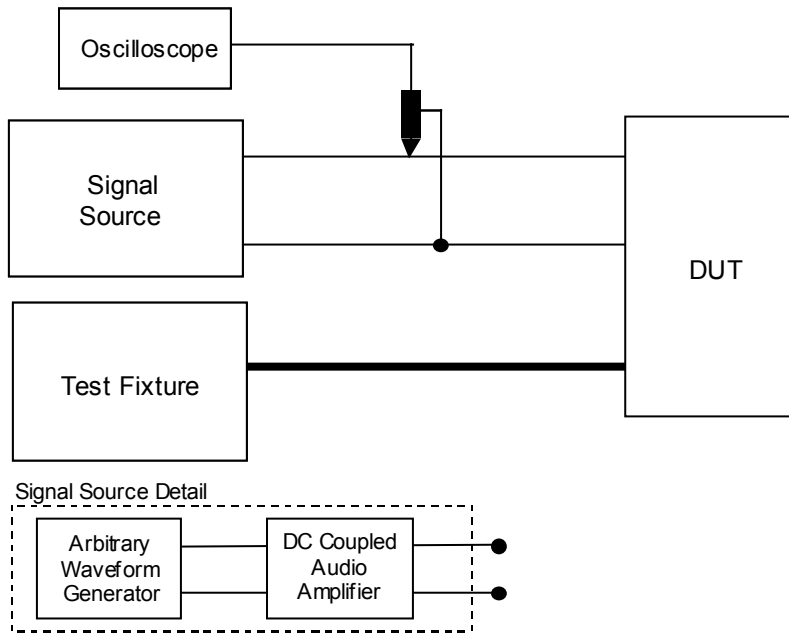 Oscilloscope
Signal
Source
DUT
Test Fixture
Signal Source Detail
Arbitrary
Waveform
Generator
DC Coupled
Audio
Amplifier